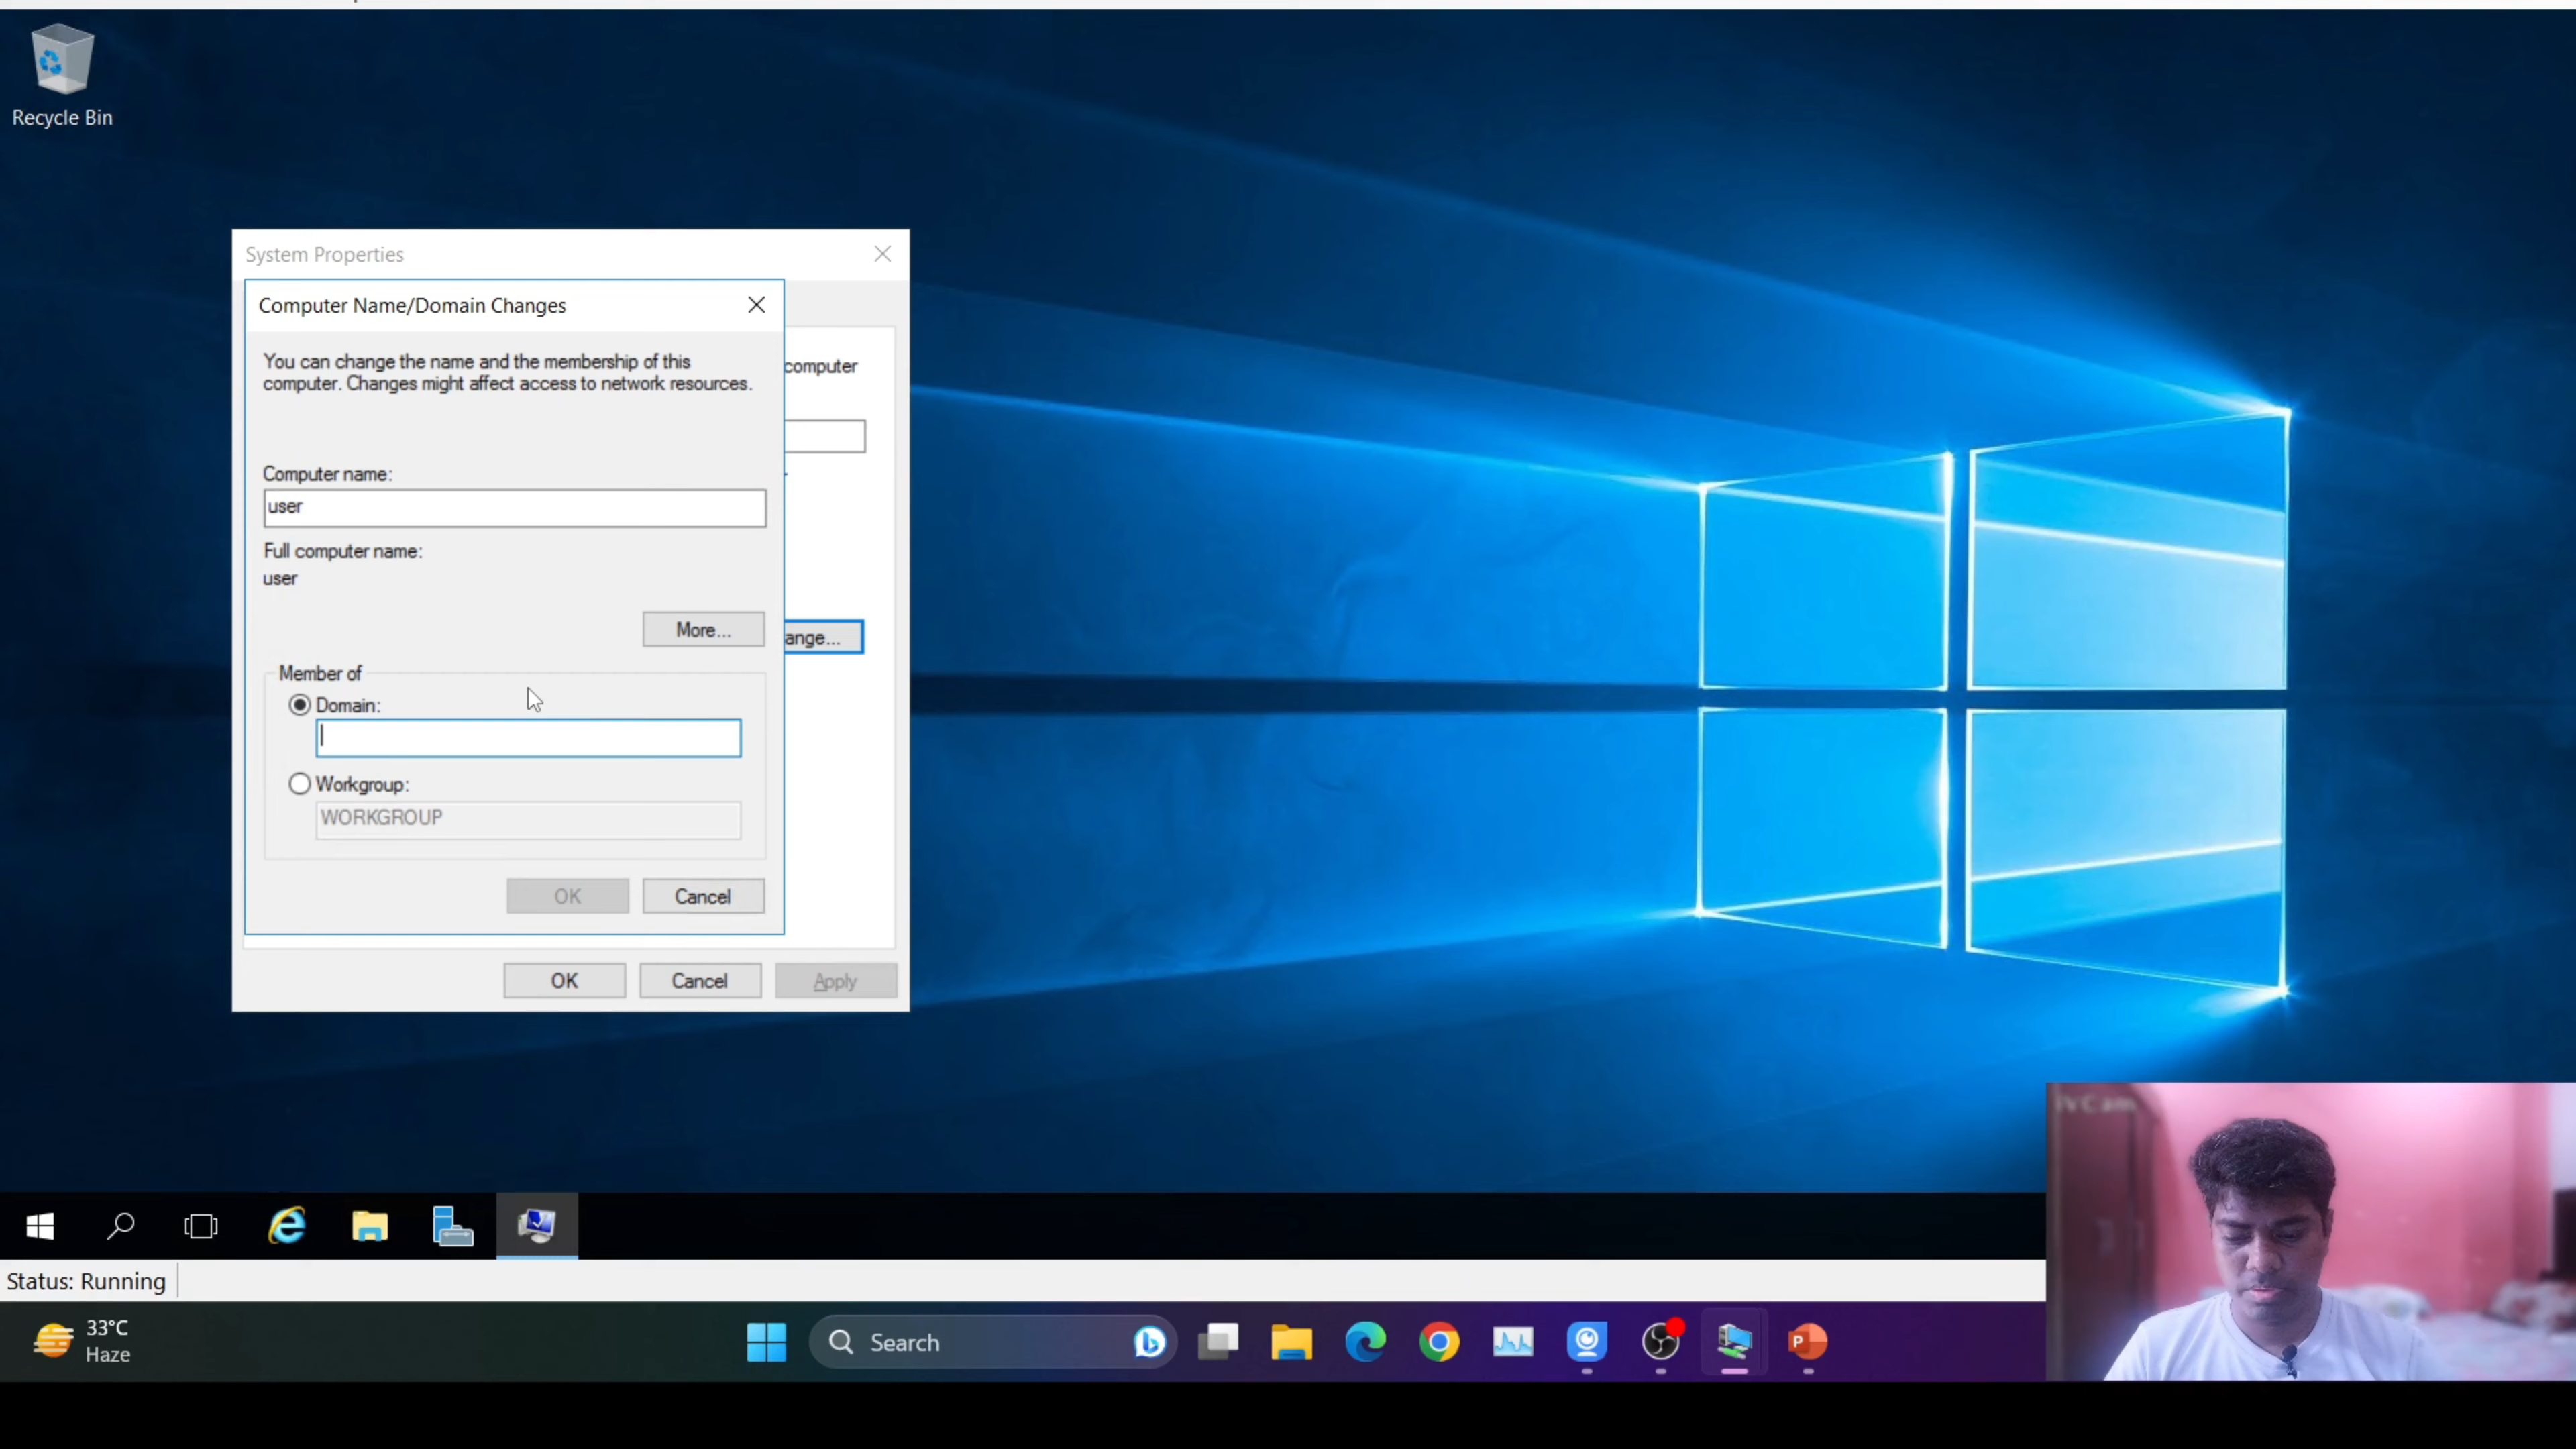 Recycle Bin
System Properties
Computer Name/Domain Changes
You can change the name and the membership of this
computer. Changes might affect access to network resources.
computer
Computer name:
user
Full computer name:
user
More...
ange...
Member of
Domain:
Workgroup:
WORKGROUP
OK
Cancel
OK
Cancel
Apply
iVCam
Status: Running
33°C
Haze
Search